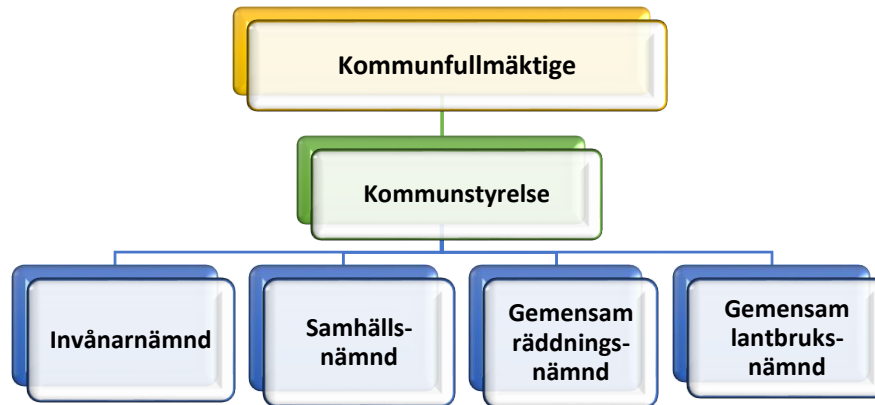 Kommunfullmäktige
Kommunstyrelse
Invånarnämnd
Samhälls-
nämnd
Gemensam
räddnings-
nämnd
Gemensam
lantbruks-
nämnd